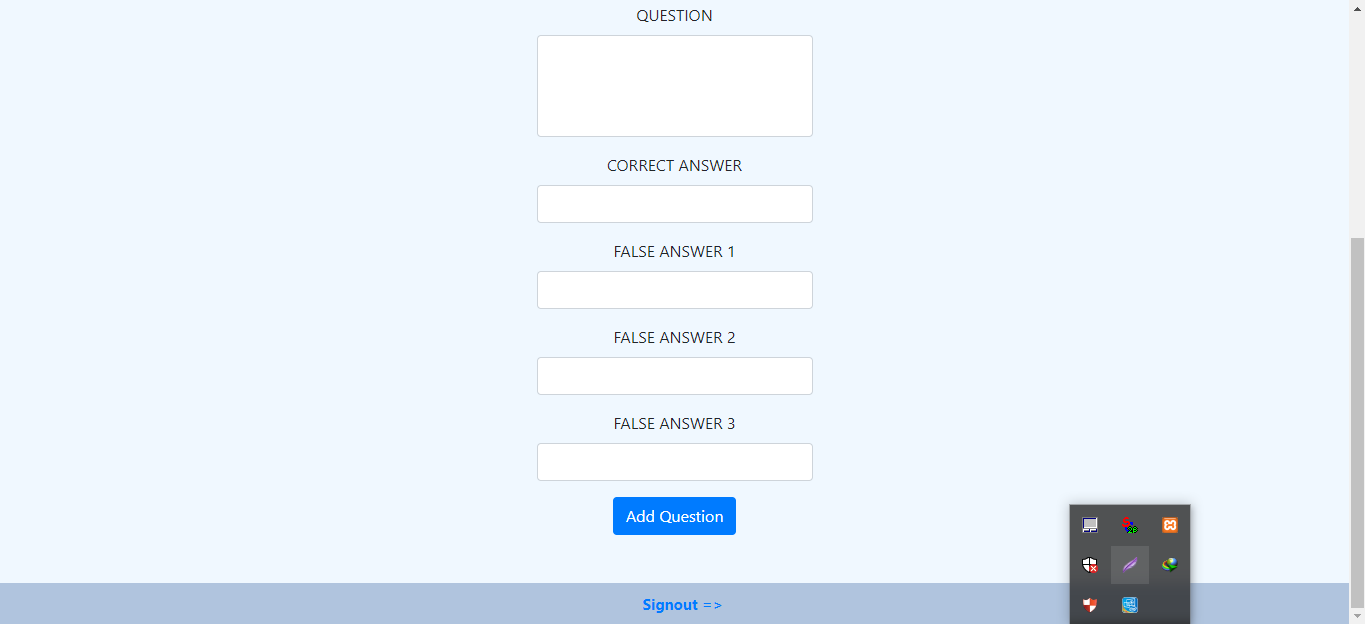 QUESTION
CORRECT ANSWER
FALSE ANSWER 1
FALSE ANSWER 2
FALSE ANSWER 3
Add Question
Signout =>